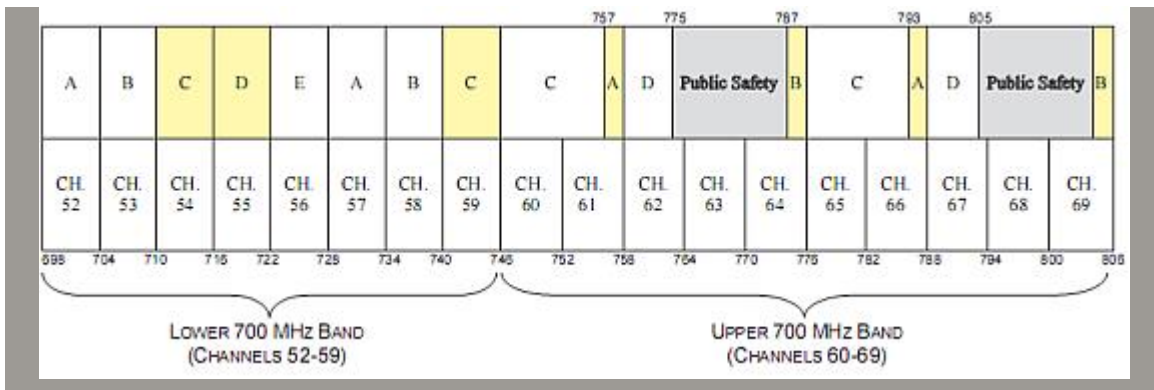 757 775 787 793 805
A B C D E A B C C A D Public Safety B C A D Public Safety B
CH. CH. CH. CH. CH. CH. CH. CH. CH. CH. CH. CH. CH. CH. CH. CH. CH. CH.
52 53 54 55 56 57 58 59 60 61 62 63 64 65 66 67 68 69
698 704 710 716 722 728 734 740 746 752 758 764 770 776 782 788 794 800 806
LOWER 700 MHZ BAND
(CHANNELS 52-59)
UPPER 700 MHZ BAND
(CHANNELS 60-69)